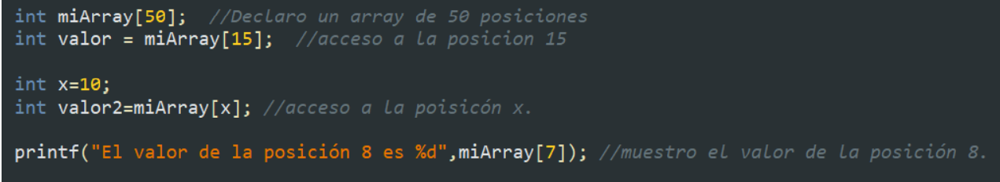 int miArray[50];  //Declaro un array de 50 posiciones
int valor = miArray[15];  //acceso a la posicion 15
int x=10;
int valor2=miArray[x]; //acceso a la poisicón x.
printf("El valor de la posición 8 es %d",miArray[7]); //muestro el valor de la posición 8.